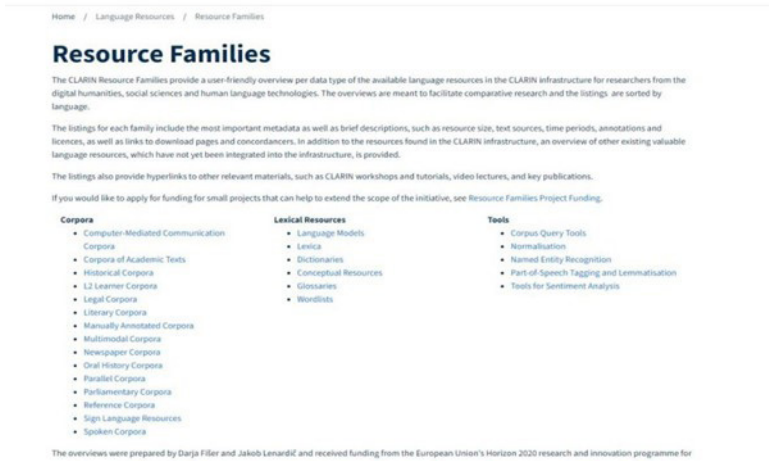 Home / Language Resources / Resource Families
Resource Families
The CLARIN Resource Families provide a user-friendly overview per data type of the available language resources in the CLARIN infrastructure for researchers from the
digital humanities, social sciences and human language technologies. The overviews are meant to facilitate comparative research and the listings are sorted by
language.
The listings for each family include the most important metadata as well as brief descriptions, such as resource size, text sources, time periods, annotations and
licences, as well as links to download pages and concordancers. In addition to the resources found in the CLARIN infrastructure, an overview of other existing valuable
language resources, which have not yet been integrated into the infrastructure, is provided.
The listings also provide hyperlinks to other relevant materials, such as CLARIN workshops and tutorials, video lectures, and key publications.
If you would like to apply for funding for small projects that can help to extend the scope of the initiative, see Resource Families Project Funding.
Corpora
Computer-Mediated Communication
Corpora
Corpora of Academic Texts
Historical Corpora
L2 Learner Corpora
Legal Corpora
Literary Corpora
Manually Annotated Corpora
Multimodal Corpora
Newspaper Corpora
Oral History Corpora
Parallel Corpora
Parliamentary Corpora
Reference Corpora
Sign Language Resources
Spoken Corpora
Lexical Resources
Language Models
Lexica
Dictionaries
Conceptual Resources
Glossaries
Wordlists
Tools
Corpus Query Tools
Normalisation
Named Entity Recognition
Part-of-Speech Tagging and Lemmatisation
Tools for Sentiment Analysis
The overviews were prepared by Darja Fišer and Jakob Lenardič and received funding from the European Union's Horizon 2020 research and innovation programme for